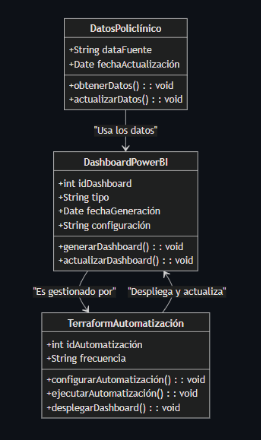 DatosPoliclínico
+String dataFuente
+Date fechaActualización
+obtenerDatos() : : void
+actualizarDatos() : : void
"Usa los datos"
DashboardPowerBI
+int idDashboard
+String tipo
+Date fechaGeneración
+String configuración
+generarDashboard() : : void
+actualizarDashboard() : : void
"Es gestionado por"
"Despliega y actualiza"
TerraformAutomatización
+int idAutomatización
+String frecuencia
+configurarAutomatización() : : void
+ejecutarAutomatización() : : void
+desplegarDashboard() : : void